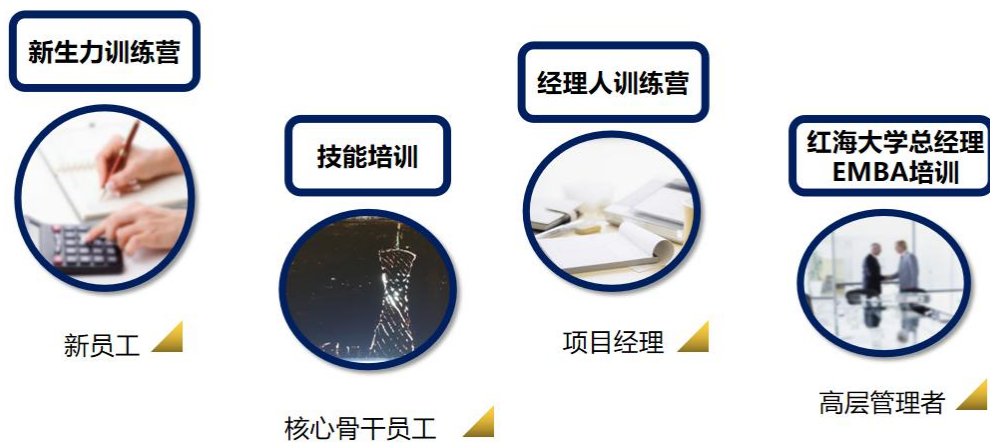 新生力训练营
新员工
技能培训
核心骨干员工
经理人训练营
项目经理
红海大学总经理
EMBA培训
高层管理者